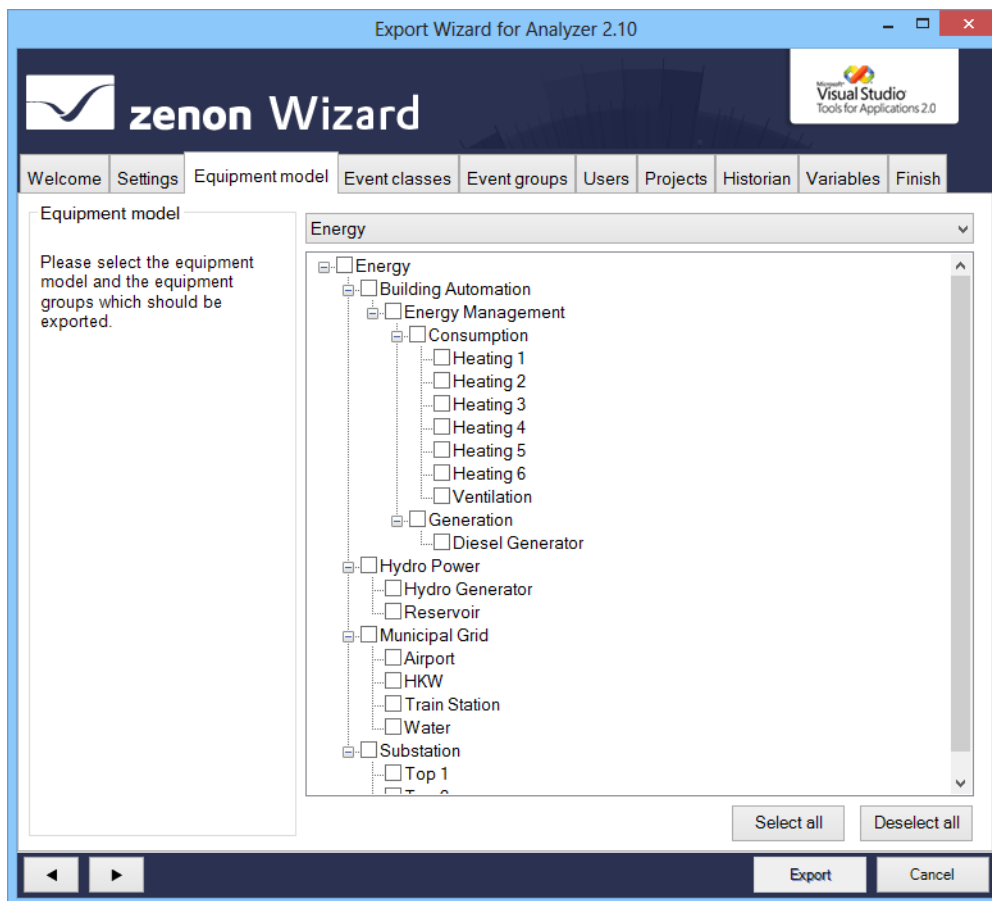 Export Wizard for Analyzer 2.10
Microsoft
Visual Studio
Tools for Applications 2.0
zenon Wizard
Welcome Settings Equipment model Event classes Event groups Users Projects Historian Variables Finish
Equipment model
Please select the equipment
model and the equipment
groups which should be
exported.
Energy
Energy
Building Automation
Energy Management
Consumption
Heating 1
Heating 2
Heating 3
Heating 4
Heating 5
Heating 6
Ventilation
Generation
Diesel Generator
Hydro Power
Hydro Generator
Reservoir
Municipal Grid
Airport
HKW
Train Station
Water
Substation
Top 1
Select all Deselect all
Export Cancel